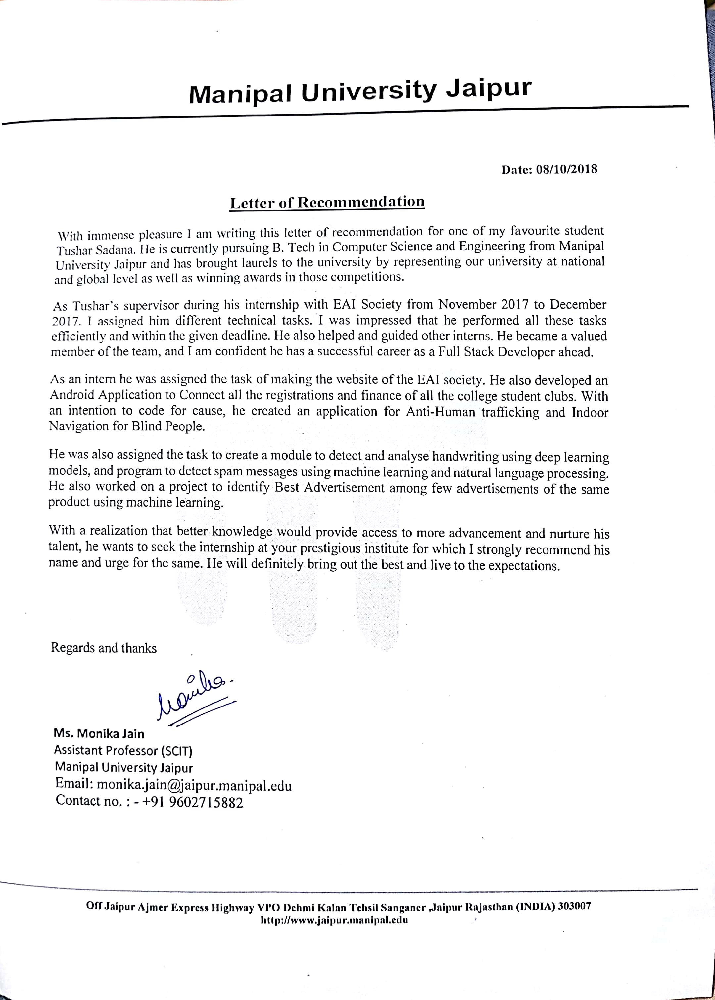 Manipal University Jaipur
Date: 08/10/2018
Letter of Recommendation
With immense pleasure I am writing this letter of recommendation for one of my favourite student
Tushar Sadana. He is currently pursuing B. Tech in Computer Science and Engineering from Manipal
University Jaipur and has brought laurels to the university by representing our university at national
and global level as well as winning awards in those competitions.
As Tushar's supervisor during his internship with EAI Society from November 2017 to December
2017. I assigned him different technical tasks. I was impressed that he performed all these tasks
efficiently and within the given deadline. He also helped and guided other interns. He became a valued
member of the team, and I am confident he has a successful career as a Full Stack Developer ahead.
As an intern he was assigned the task of making the website of the EAI society. He also developed an
Android Application to Connect all the registrations and finance of all the college student clubs. With
an intention to code for cause, he created an application for Anti-Human trafficking and Indoor
Navigation for Blind People.
He was also assigned the task to create a module to detect and analyse handwriting using deep learning
models, and program to detect spam messages using machine learning and natural language processing.
He also worked on a project to identify Best Advertisement among few advertisements of the same
product using machine learning.
With a realization that better knowledge would provide access to more advancement and nurture his
talent, he wants to seek the internship at your prestigious institute for which I strongly recommend his
name and urge for the same. He will definitely bring out the best and live to the expectations.
Regards and thanks
Monika.
Ms. Monika Jain
Assistant Professor (SCIT)
Manipal University Jaipur
Email: monika.jain@jaipur.manipal.edu
Contact no. : - +91 9602715882
Off Jaipur Ajmer Express Highway VPO Dehmi Kalan Tehsil Sanganer ,Jaipur Rajasthan (INDIA) 303007
http://www.jaipur.manipal.edu